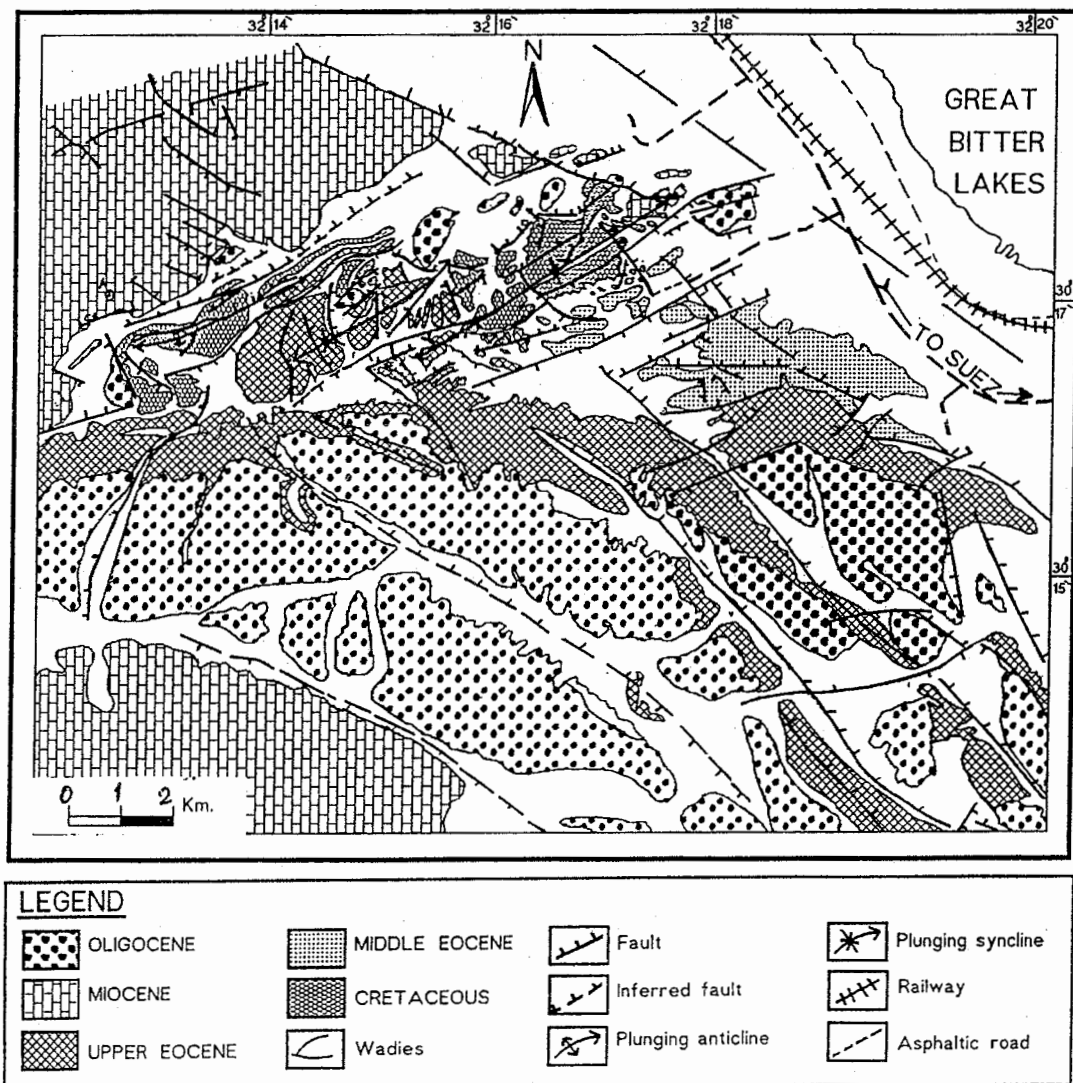 32 14 32 16 32 18 32 20
N
GREAT
BITTER
LAKES
30
17
TO SUEZ
30
15
0 1 2 Km.
LEGEND
OLIGOCENE
MIDDLE EOCENE
Fault
Plunging syncline
MIOCENE
CRETACEOUS
Inferred fault
Railway
UPPER EOCENE
Wadies
Plunging anticline
Asphaltic road